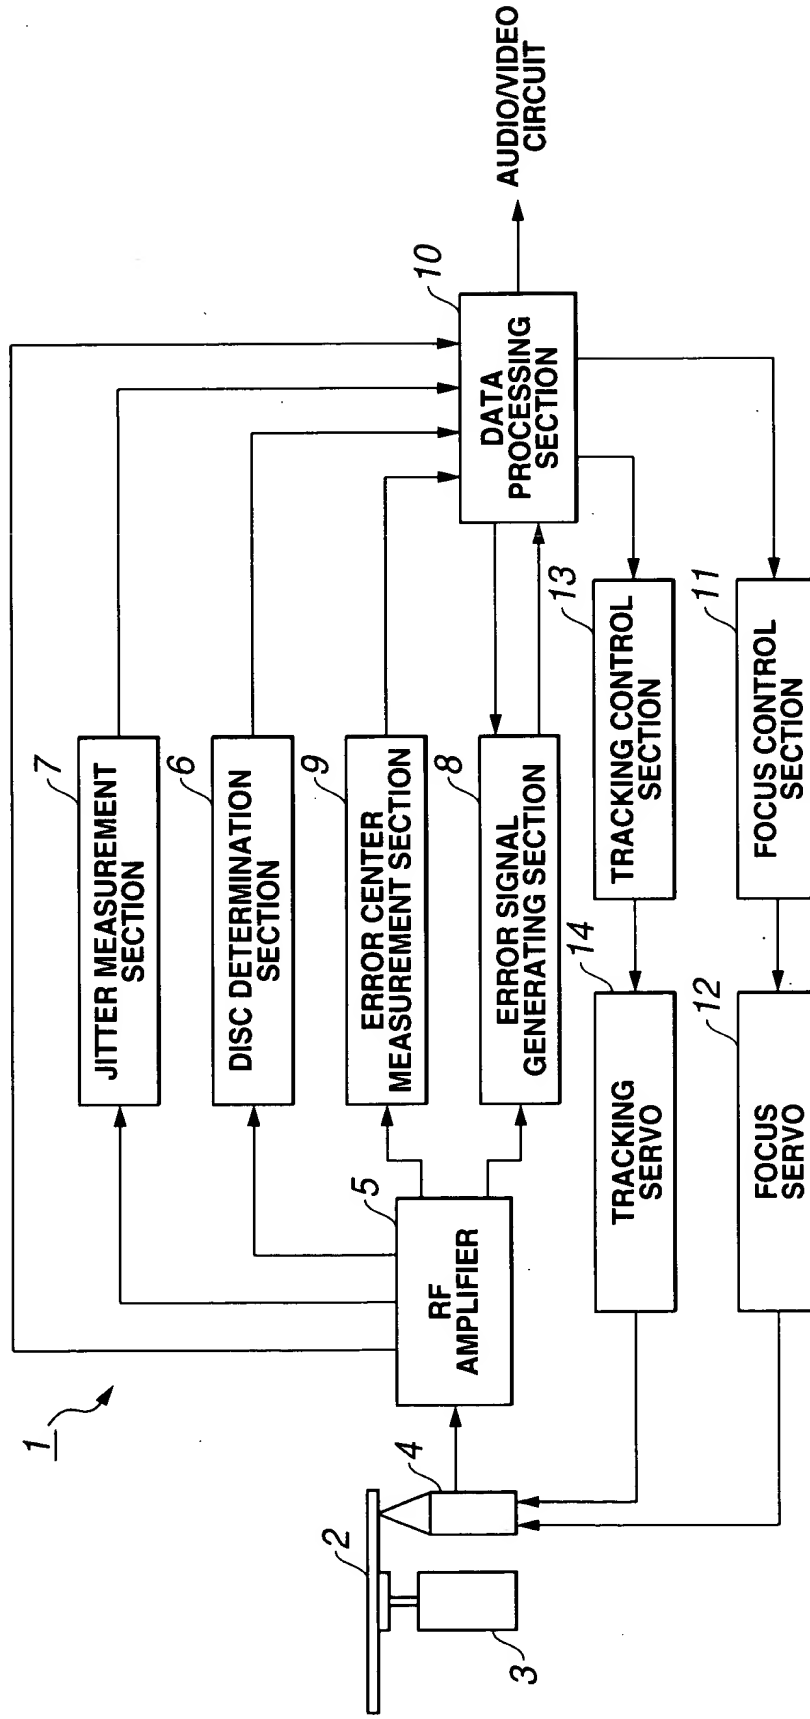 1
2
3
4
5
RF
AMPLIFIER
7
JITTER MEASUREMENT
SECTION
6
DISC DETERMINATION
SECTION
9
ERROR CENTER
MEASUREMENT SECTION
8
ERROR SIGNAL
GENERATING SECTION
14
TRACKING
SERVO
13
TRACKING CONTROL
SECTION
12
FOCUS
SERVO
11
FOCUS CONTROL
SECTION
10
DATA
PROCESSING
SECTION
AUDIO/VIDEO
CIRCUIT